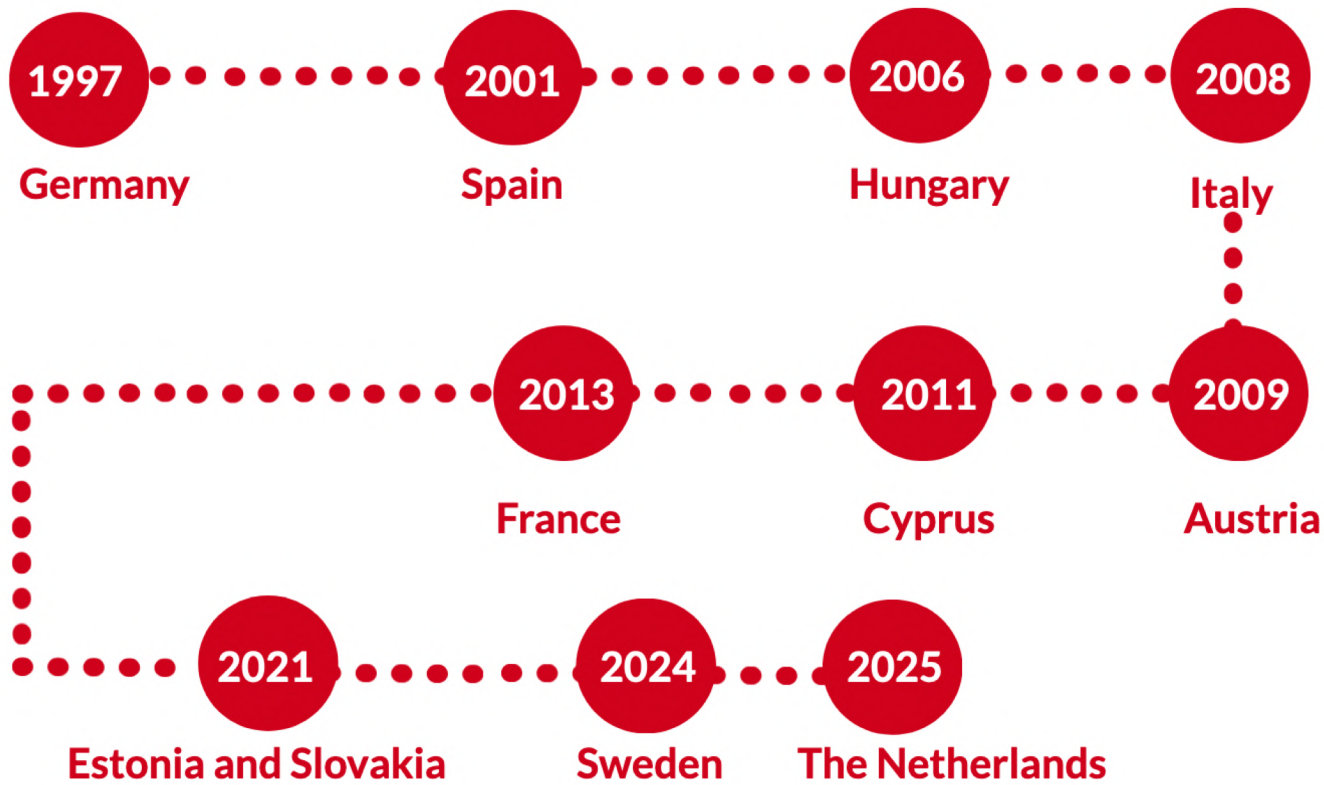 1997
2001
2006
2008
Germany
Spain
Hungary
Italy
2013
2011
2009
France
Cyprus
Austria
2021
2024
2025
Estonia and Slovakia
Sweden
The Netherlands